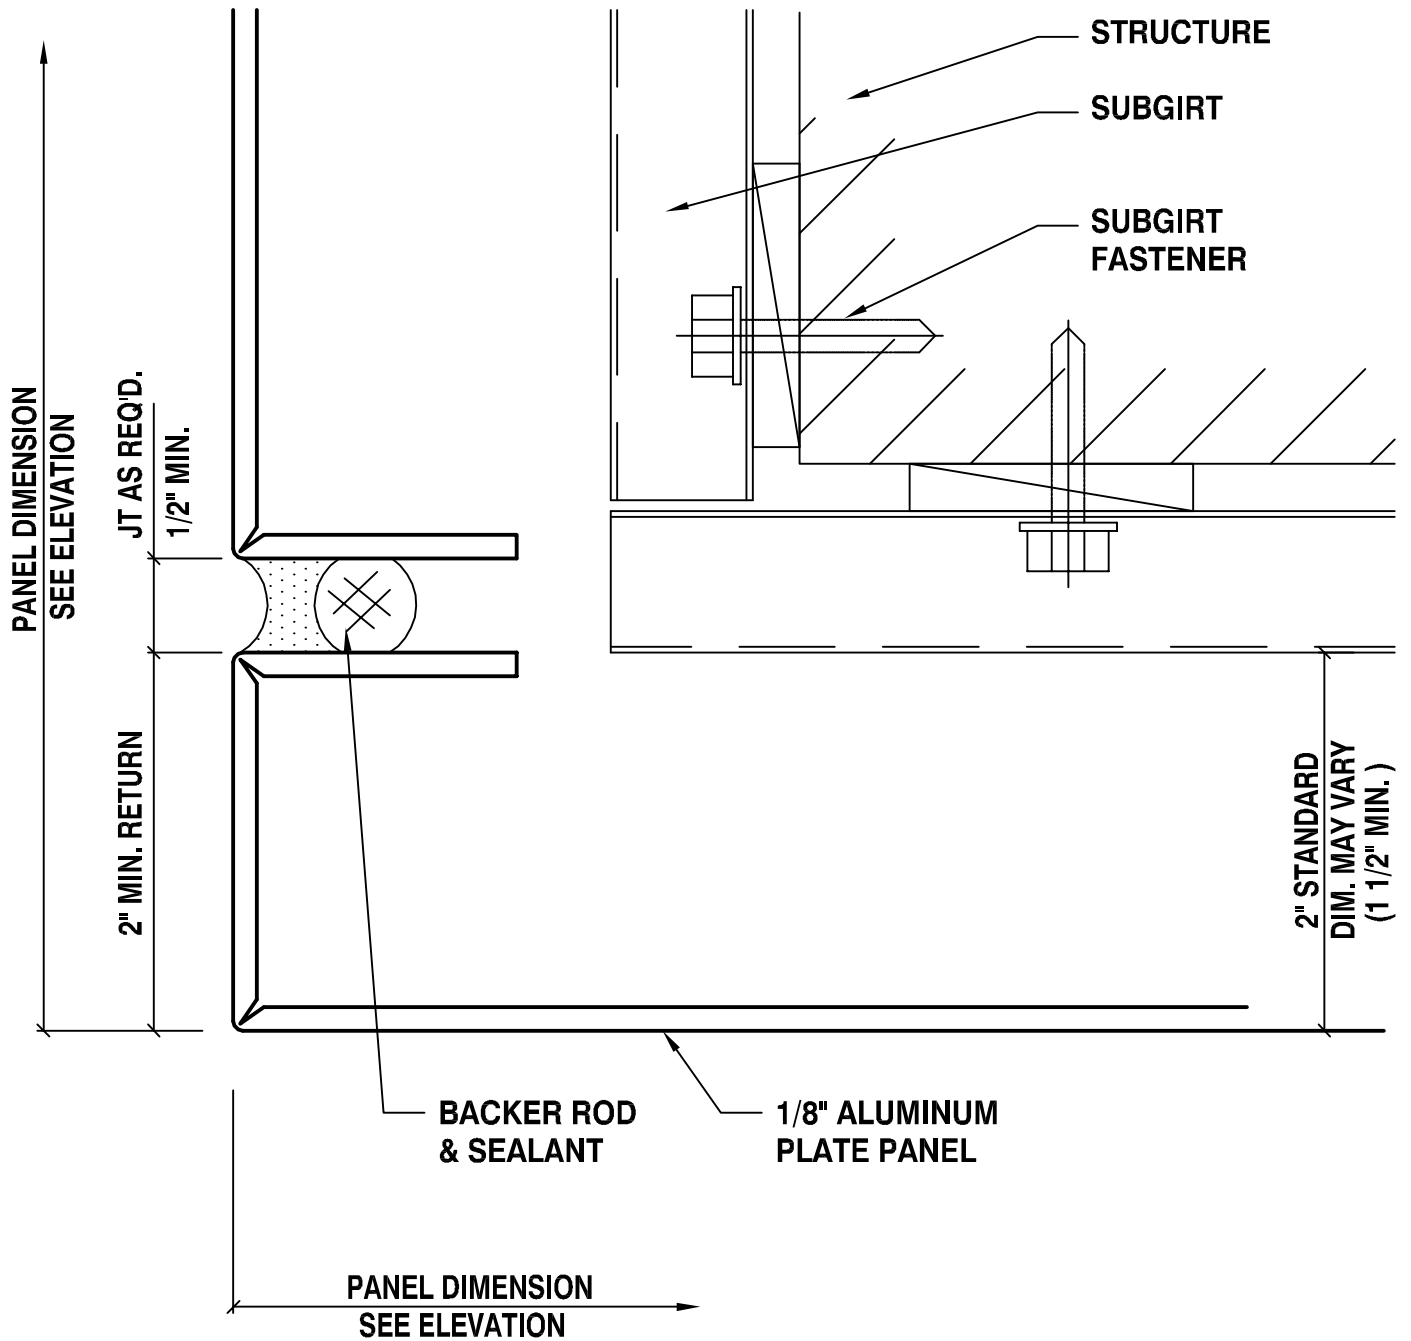 STRUCTURE
SUBGIRT
SUBGIRT
FASTENER
PANEL DIMENSION
SEE ELEVATION
JT AS REQ'D.
1/2" MIN.
2" MIN. RETURN
2" STANDARD
DIM. MAY VARY
(1 1/2" MIN. )
BACKER ROD
& SEALANT
1/8" ALUMINUM
PLATE PANEL
PANEL DIMENSION
SEE ELEVATION